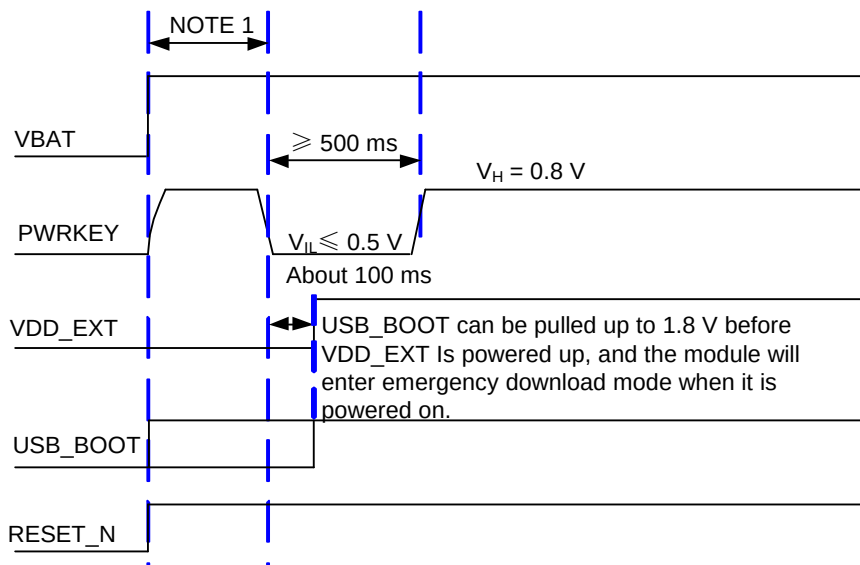 NOTE 1
VBAT
≥ 500 ms
V_H = 0.8 V
PWRKEY
V_IL ≤ 0.5 V
About 100 ms
VDD_EXT
USB_BOOT can be pulled up to 1.8 V before
VDD_EXT Is powered up, and the module will
enter emergency download mode when it is
powered on.
USB_BOOT
RESET_N